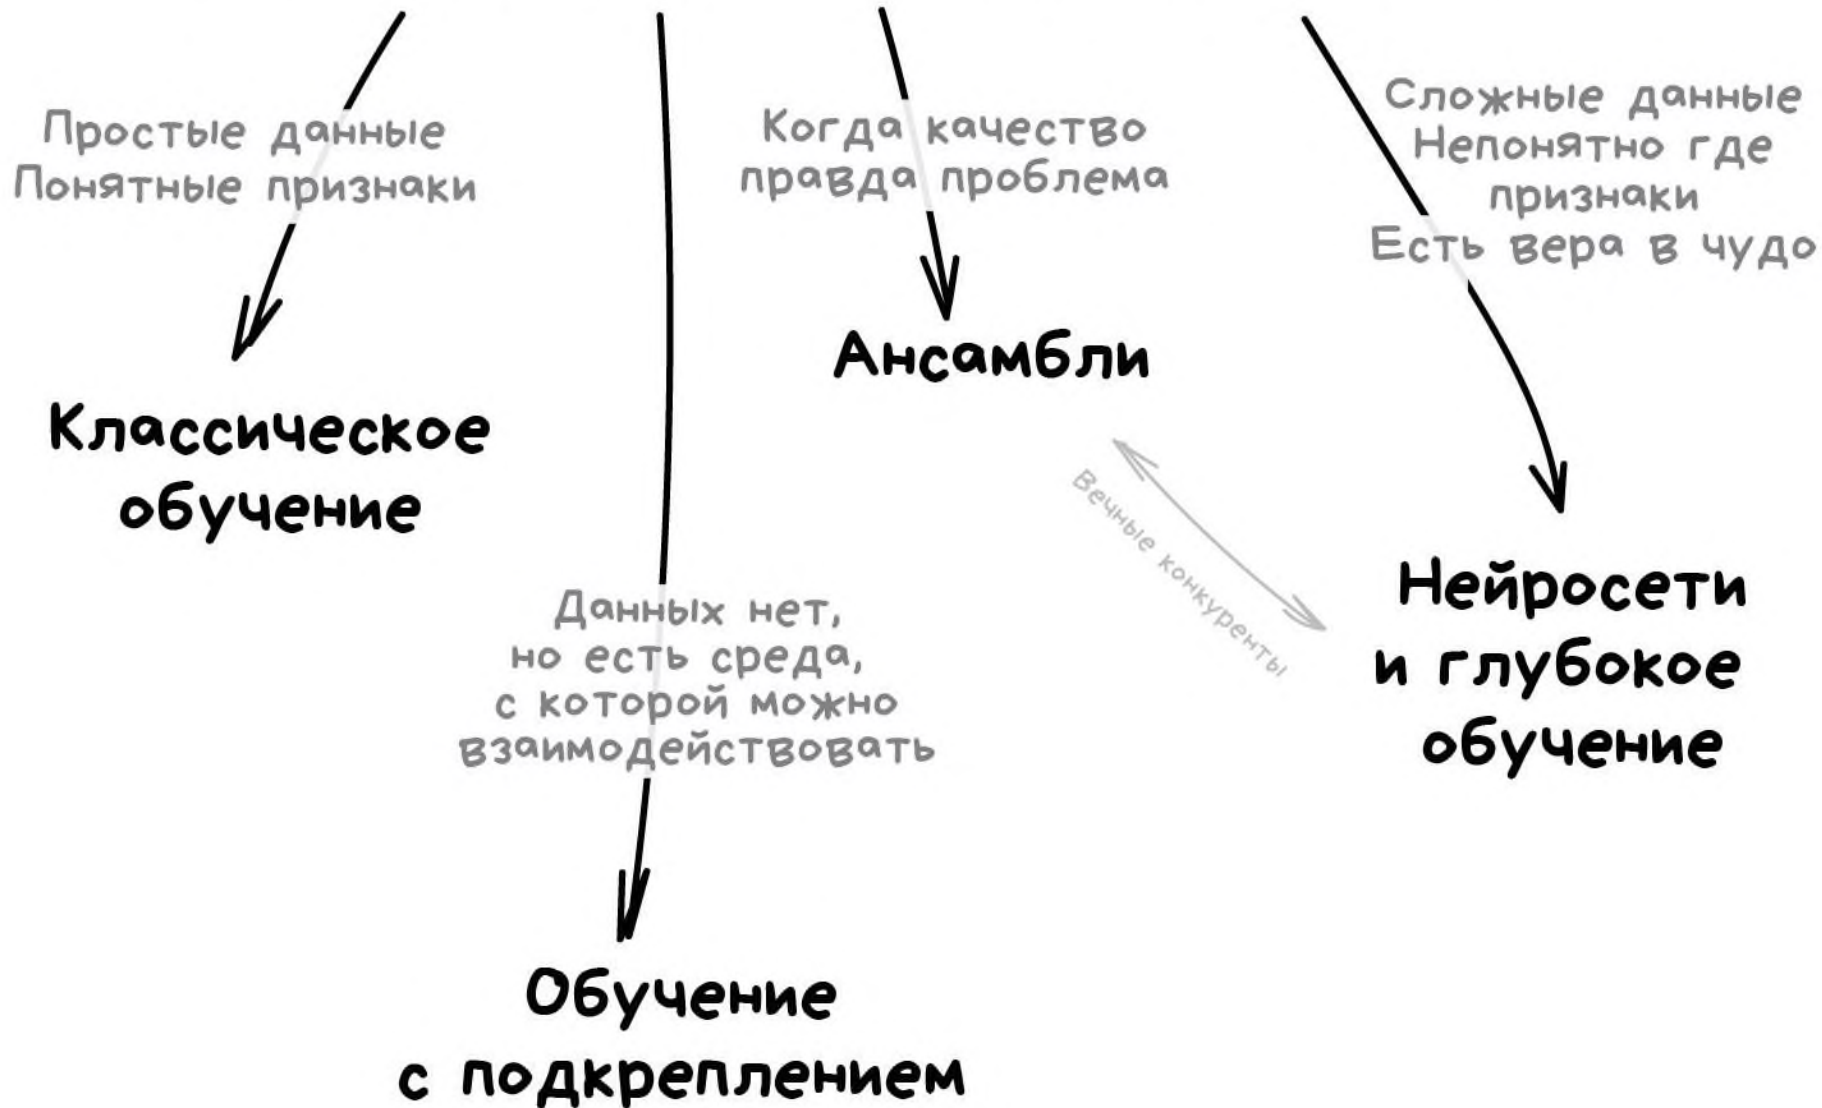 Простые данные
Понятные признаки
Классическое
обучение
Данных нет,
но есть среда,
с которой можно
взаимодействовать
Обучение
с подкреплением
Когда качество
правда проблема
Ансамбли
Вечные конкуренты
Сложные данные
Непонятно где
признаки
Есть вера в чудо
Нейросети
и глубокое
обучение